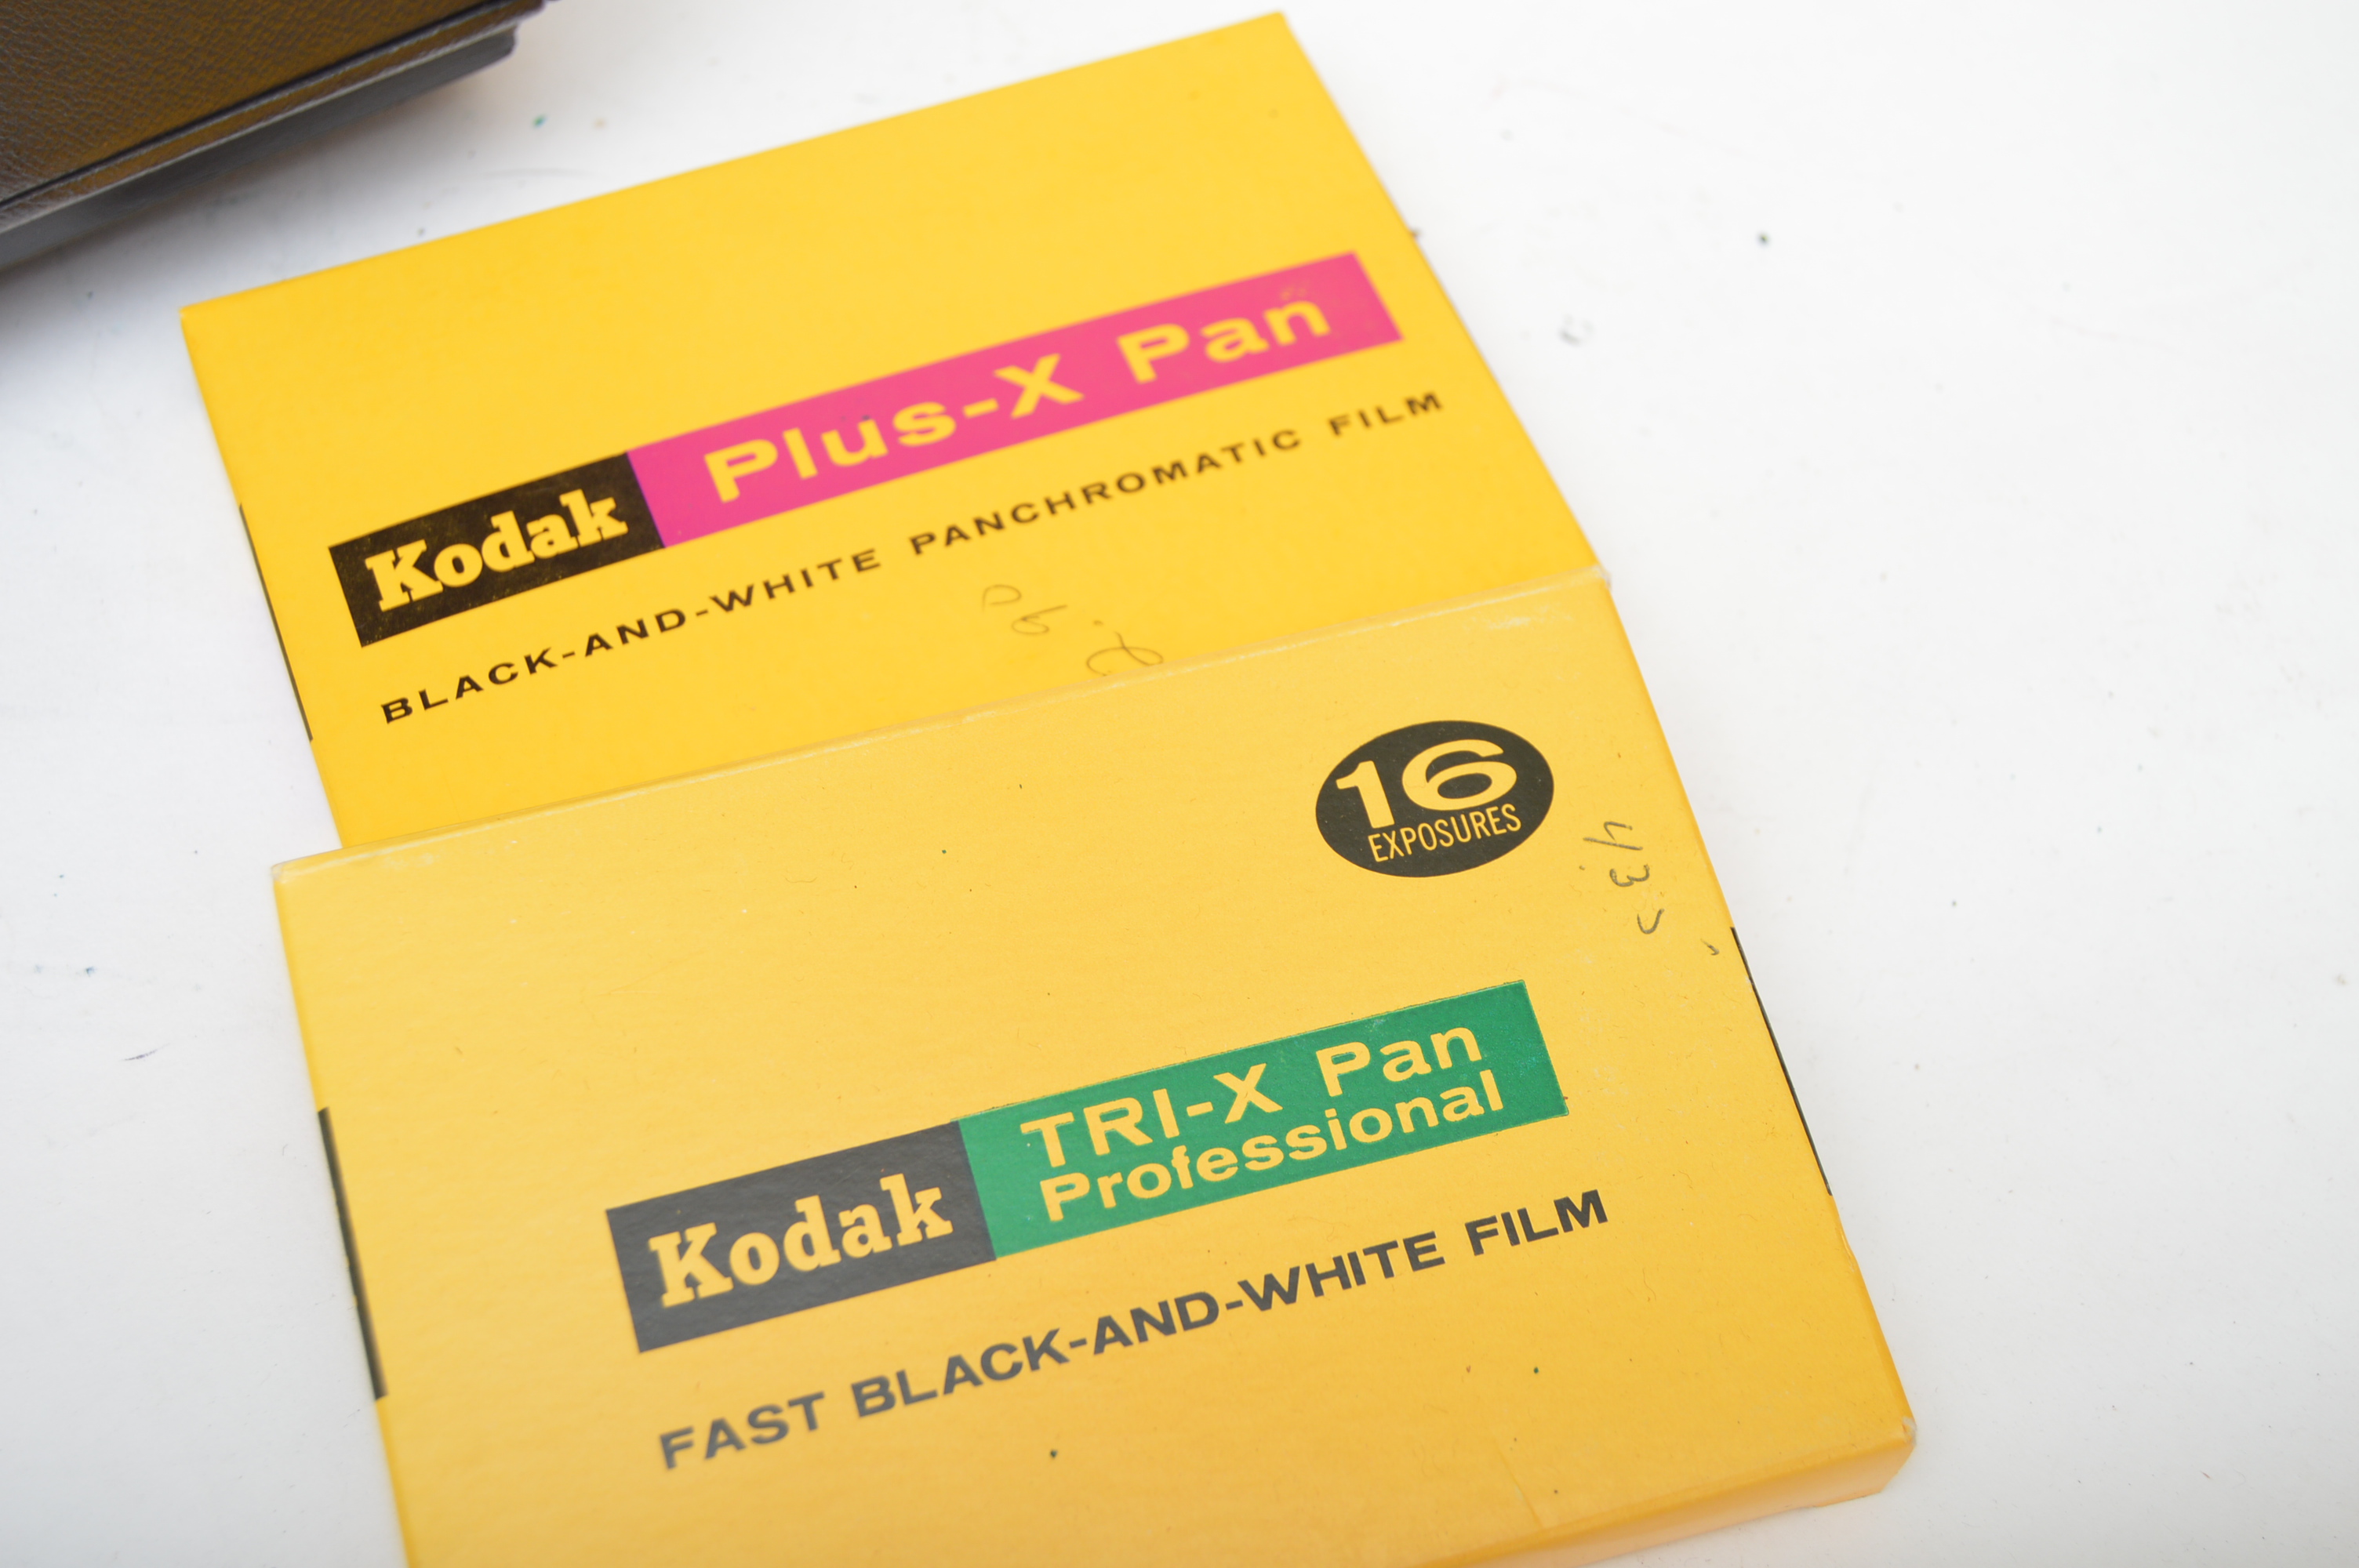 Kodak Plus-X Pan
BLACK-AND-WHITE PANCHROMATIC FILM
16
EXPOSURES
Kodak TRI-X Pan
Professional
FAST BLACK-AND-WHITE FILM